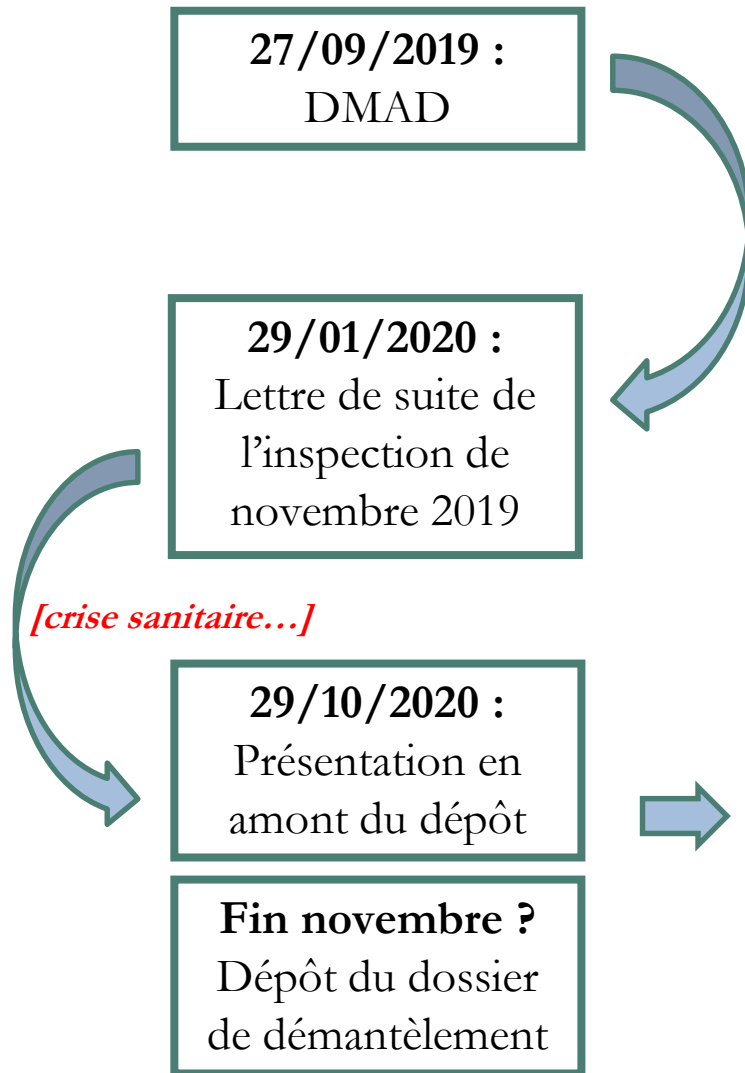 27/09/2019 :
DMAD
29/01/2020 :
Lettre de suite de
l’inspection de
novembre 2019
[crise sanitaire…]
29/10/2020 :
Présentation en
amont du dépôt
Fin novembre ?
Dépôt du dossier
de démantèlement